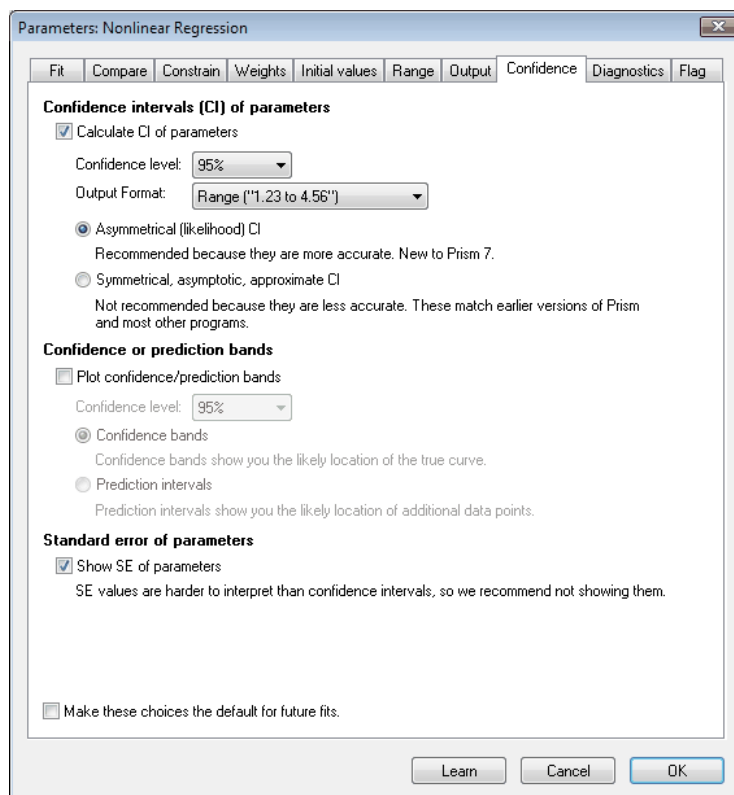 Parameters: Nonlinear Regression
Fit Compare Constrain Weights Initial values Range Output Confidence Diagnostics Flag
Confidence intervals (CI) of parameters
Calculate CI of parameters
Confidence level: 95%
Output Format: Range ("1.23 to 4.56")
Asymmetrical (likelihood) CI
Recommended because they are more accurate. New to Prism 7.
Symmetrical, asymptotic, approximate CI
Not recommended because they are less accurate. These match earlier versions of Prism
and most other programs.
Confidence or prediction bands
Plot confidence/prediction bands
Confidence level: 95%
Confidence bands
Confidence bands show you the likely location of the true curve.
Prediction intervals
Prediction intervals show you the likely location of additional data points.
Standard error of parameters
Show SE of parameters
SE values are harder to interpret than confidence intervals, so we recommend not showing them.
Make these choices the default for future fits.
Learn Cancel OK